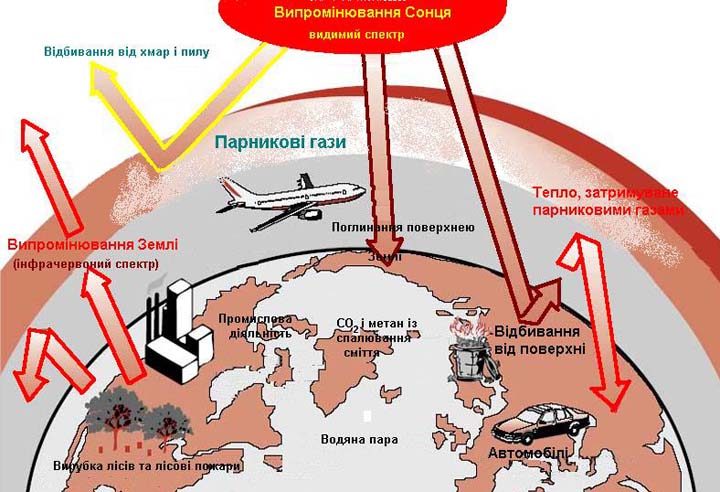 Випромінювання Сонця
видимий спектр
Відбивання від хмар і пилу
Парникові гази
Тепло, затримуване
парниковими газами
Поглинання поверхнею
Землі
Випромінювання Землі
(інфрачервоний спектр)
Промислова
діяльність
CO2 і метан із
спалювання
сміття
Відбивання
від поверхні
Водяна пара
Автомобілі
Вирубка лісів та лісові пожари